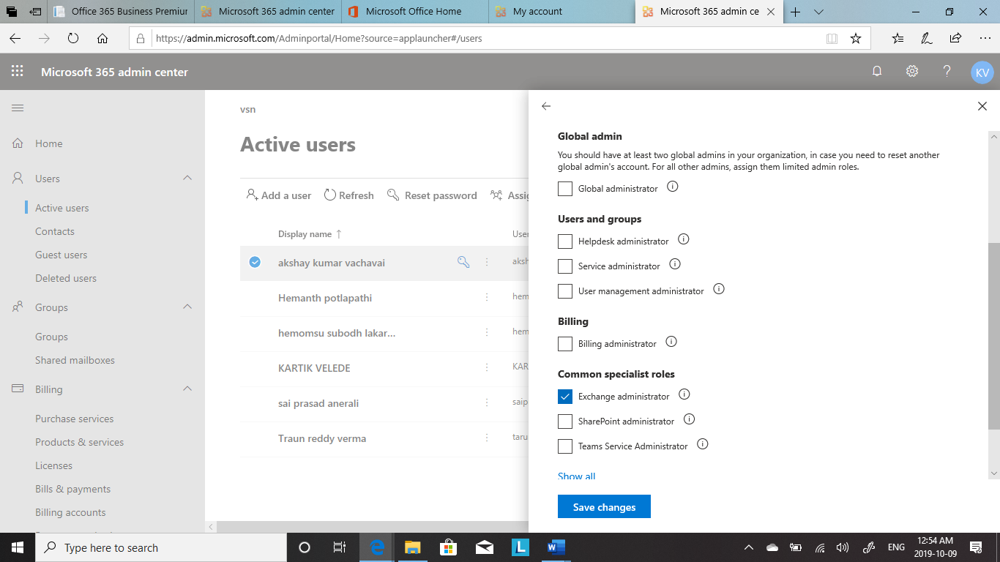 Office 365 Business Premiur
Microsoft 365 admin center
Microsoft Office Home
My account
Microsoft 365 admin ce
https://admin.microsoft.com/Adminportal/Home?source=applauncher#/users
Microsoft 365 admin center
KV
Home
Users
Active users
Contacts
Guest users
Deleted users
Groups
Groups
Shared mailboxes
Billing
Purchase services
Products & services
Licenses
Bills & payments
Billing accounts
vsn
Active users
Add a user
Refresh
Reset password
Assig
Display name ↑
User
akshay kumar vachavai
aksh
Hemanth potlapathi
hem
hemomsu subodh lakar...
hem
KARTIK VELEDE
KAR
sai prasad anerali
saip
Traun reddy verma
taru
Global admin
You should have at least two global admins in your organization, in case you need to reset another
global admin's account. For all other admins, assign them limited admin roles.
Global administrator
Users and groups
Helpdesk administrator
Service administrator
User management administrator
Billing
Billing administrator
Common specialist roles
Exchange administrator
SharePoint administrator
Teams Service Administrator
Show all
Save changes
Type here to search
L
ENG
12:54 AM
2019-10-09